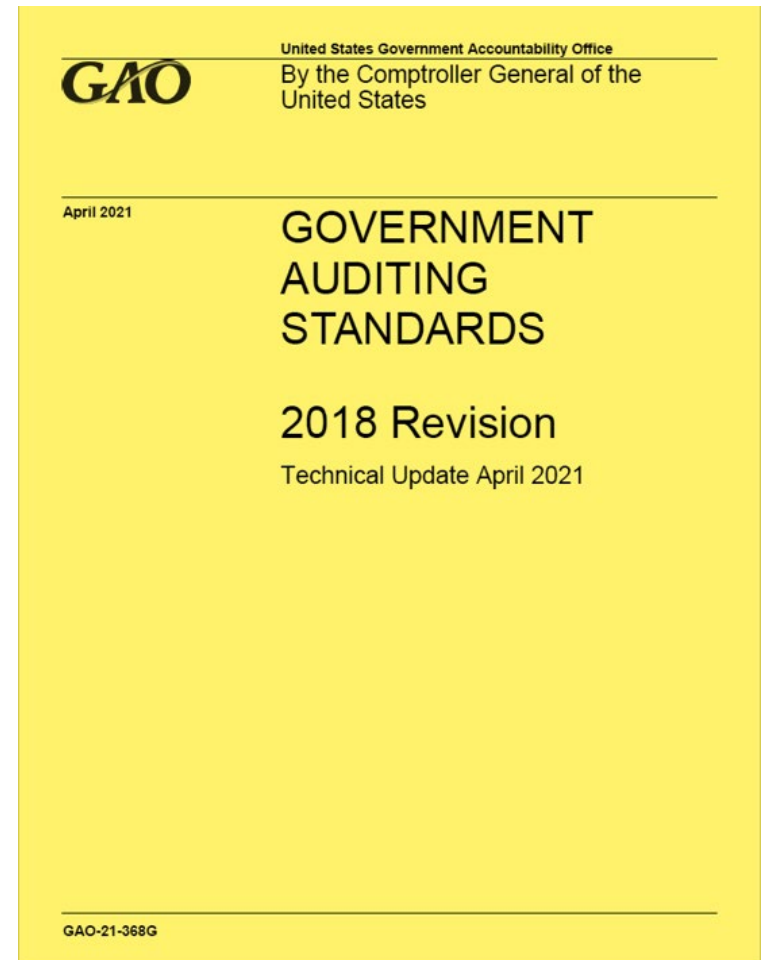 United States Government Accountability Office
GAO
By the Comptroller General of the
United States
April 2021
GOVERNMENT
AUDITING
STANDARDS
2018 Revision
Technical Update April 2021
GAO-21-368G